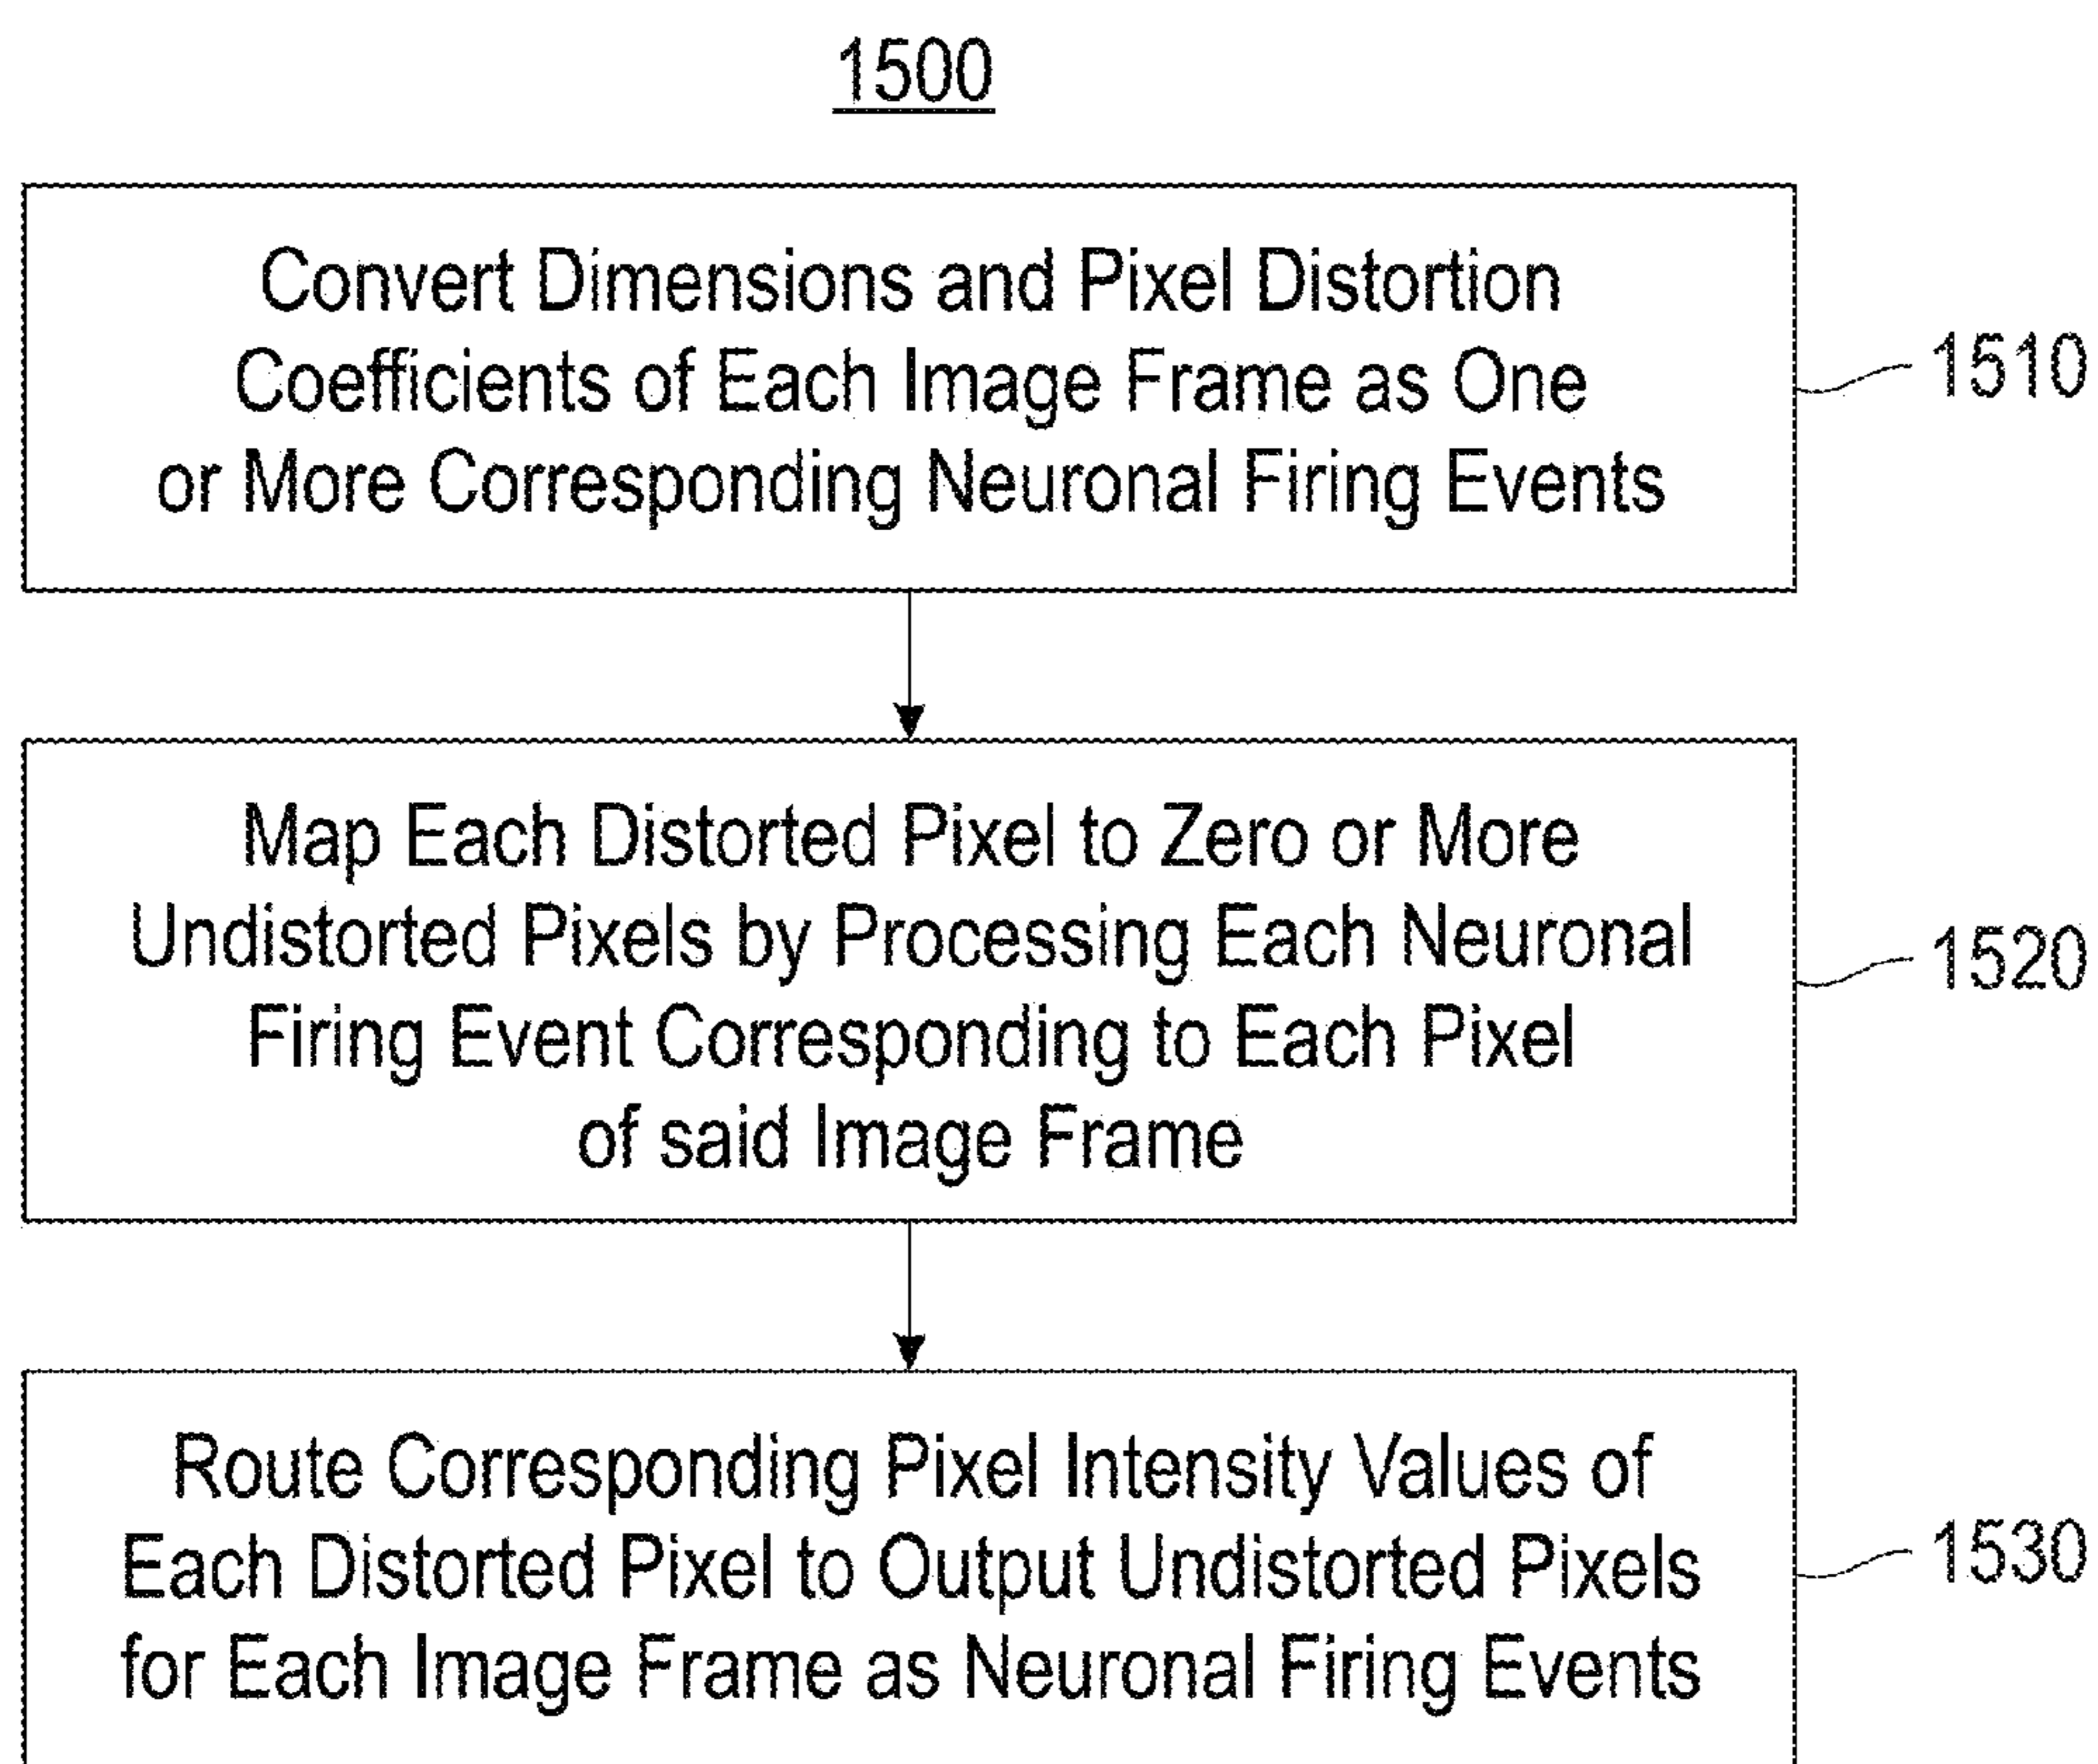 1500
Convert Dimensions and Pixel Distortion
Coefficients of Each Image Frame as One
or More Corresponding Neuronal Firing Events
1510
Map Each Distorted Pixel to Zero or More
Undistorted Pixels by Processing Each Neuronal
Firing Event Corresponding to Each Pixel
of said Image Frame
1520
Route Corresponding Pixel Intensity Values of
Each Distorted Pixel to Output Undistorted Pixels
for Each Image Frame as Neuronal Firing Events
1530